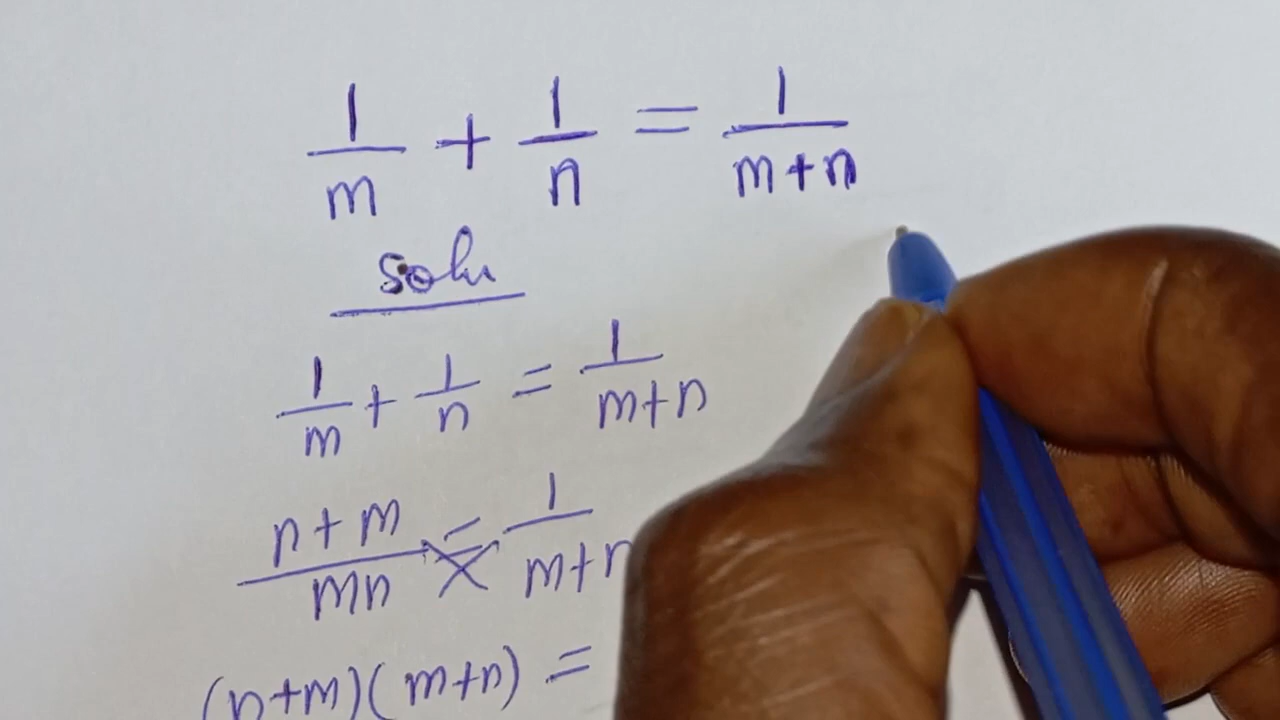 1/m + 1/n = 1/(m+n)
soln
1/m + 1/n = 1/(m+n)
(n+m)/mn = 1/(m+n)
(n+m)(m+n) =